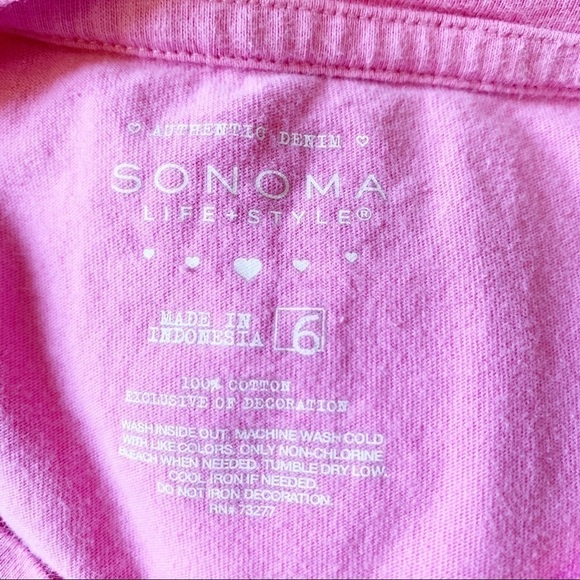 ♡ AUTHENTIC DENIM ♡
SONOMA
LIFE+STYLE®
MADE IN
INDONESIA 6
100% COTTON
EXCLUSIVE OF DECORATION
WASH INSIDE OUT. MACHINE WASH COLD
WITH LIKE COLORS. ONLY NON-CHLORINE
BLEACH WHEN NEEDED. TUMBLE DRY LOW.
COOL IRON IF NEEDED.
DO NOT IRON DECORATION.
RN# 73277